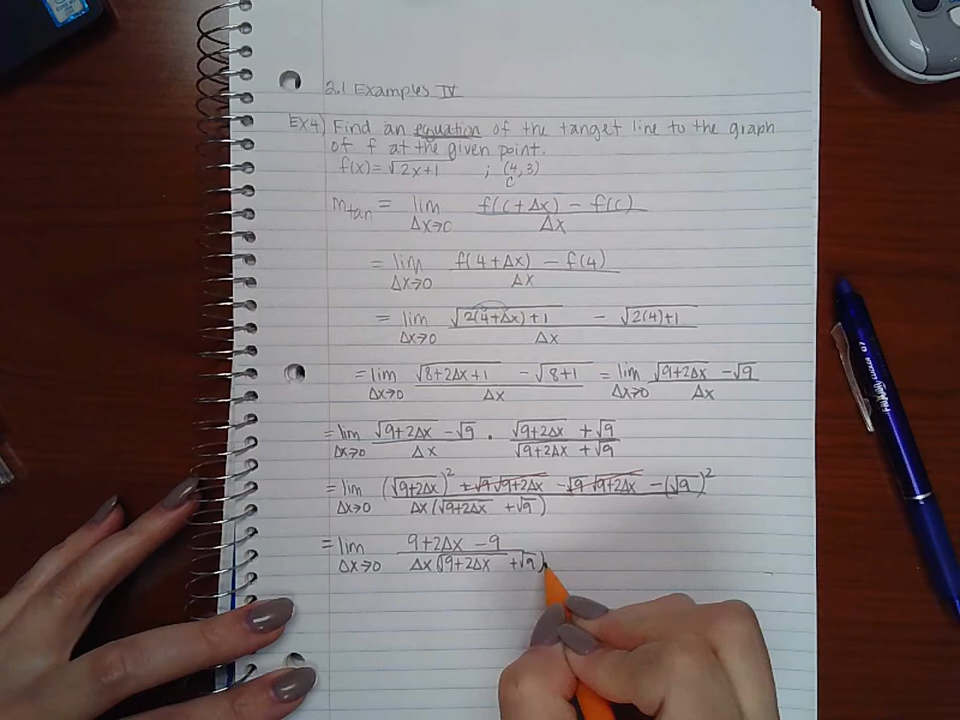 2.1 Examples IV
Ex4) Find an equation of the tanget line to the graph
of f at the given point.
f(x) = √2x+1 ; (4, 3)
c
mtan = lim Δx→0 f(c+Δx) − f(c) / Δx
= lim Δx→0 f(4+Δx) − f(4) / Δx
= lim Δx→0 √2(4+Δx)+1 − √2(4)+1 / Δx
= lim Δx→0 √8+2Δx+1 − √8+1 / Δx = lim Δx→0 √9+2Δx − √9 / Δx
= lim Δx→0 √9+2Δx − √9 / Δx · √9+2Δx + √9 / √9+2Δx + √9
= lim Δx→0 (√9+2Δx)² + √9 √9+2Δx − √9 √9+2Δx − (√9)² / Δx(√9+2Δx + √9)
= lim Δx→0 9+2Δx − 9 / Δx(√9+2Δx + √9)